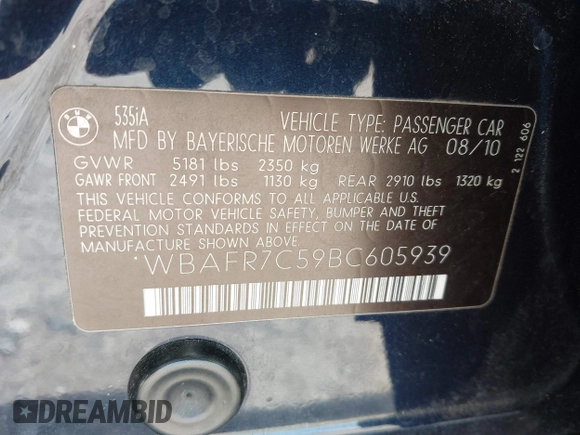 BMW
535iA
VEHICLE TYPE: PASSENGER CAR
MFD BY BAYERISCHE MOTOREN WERKE AG 08/10
GVWR 5181 lbs 2350 kg
GAWR FRONT 2491 lbs 1130 kg REAR 2910 lbs 1320 kg
THIS VEHICLE CONFORMS TO ALL APPLICABLE U.S.
FEDERAL MOTOR VEHICLE SAFETY, BUMPER AND THEFT
PREVENTION STANDARDS IN EFFECT ON THE DATE OF
MANUFACTURE SHOWN ABOVE.
WBAFR7C59BC605939
2 122 606
DREAMBID